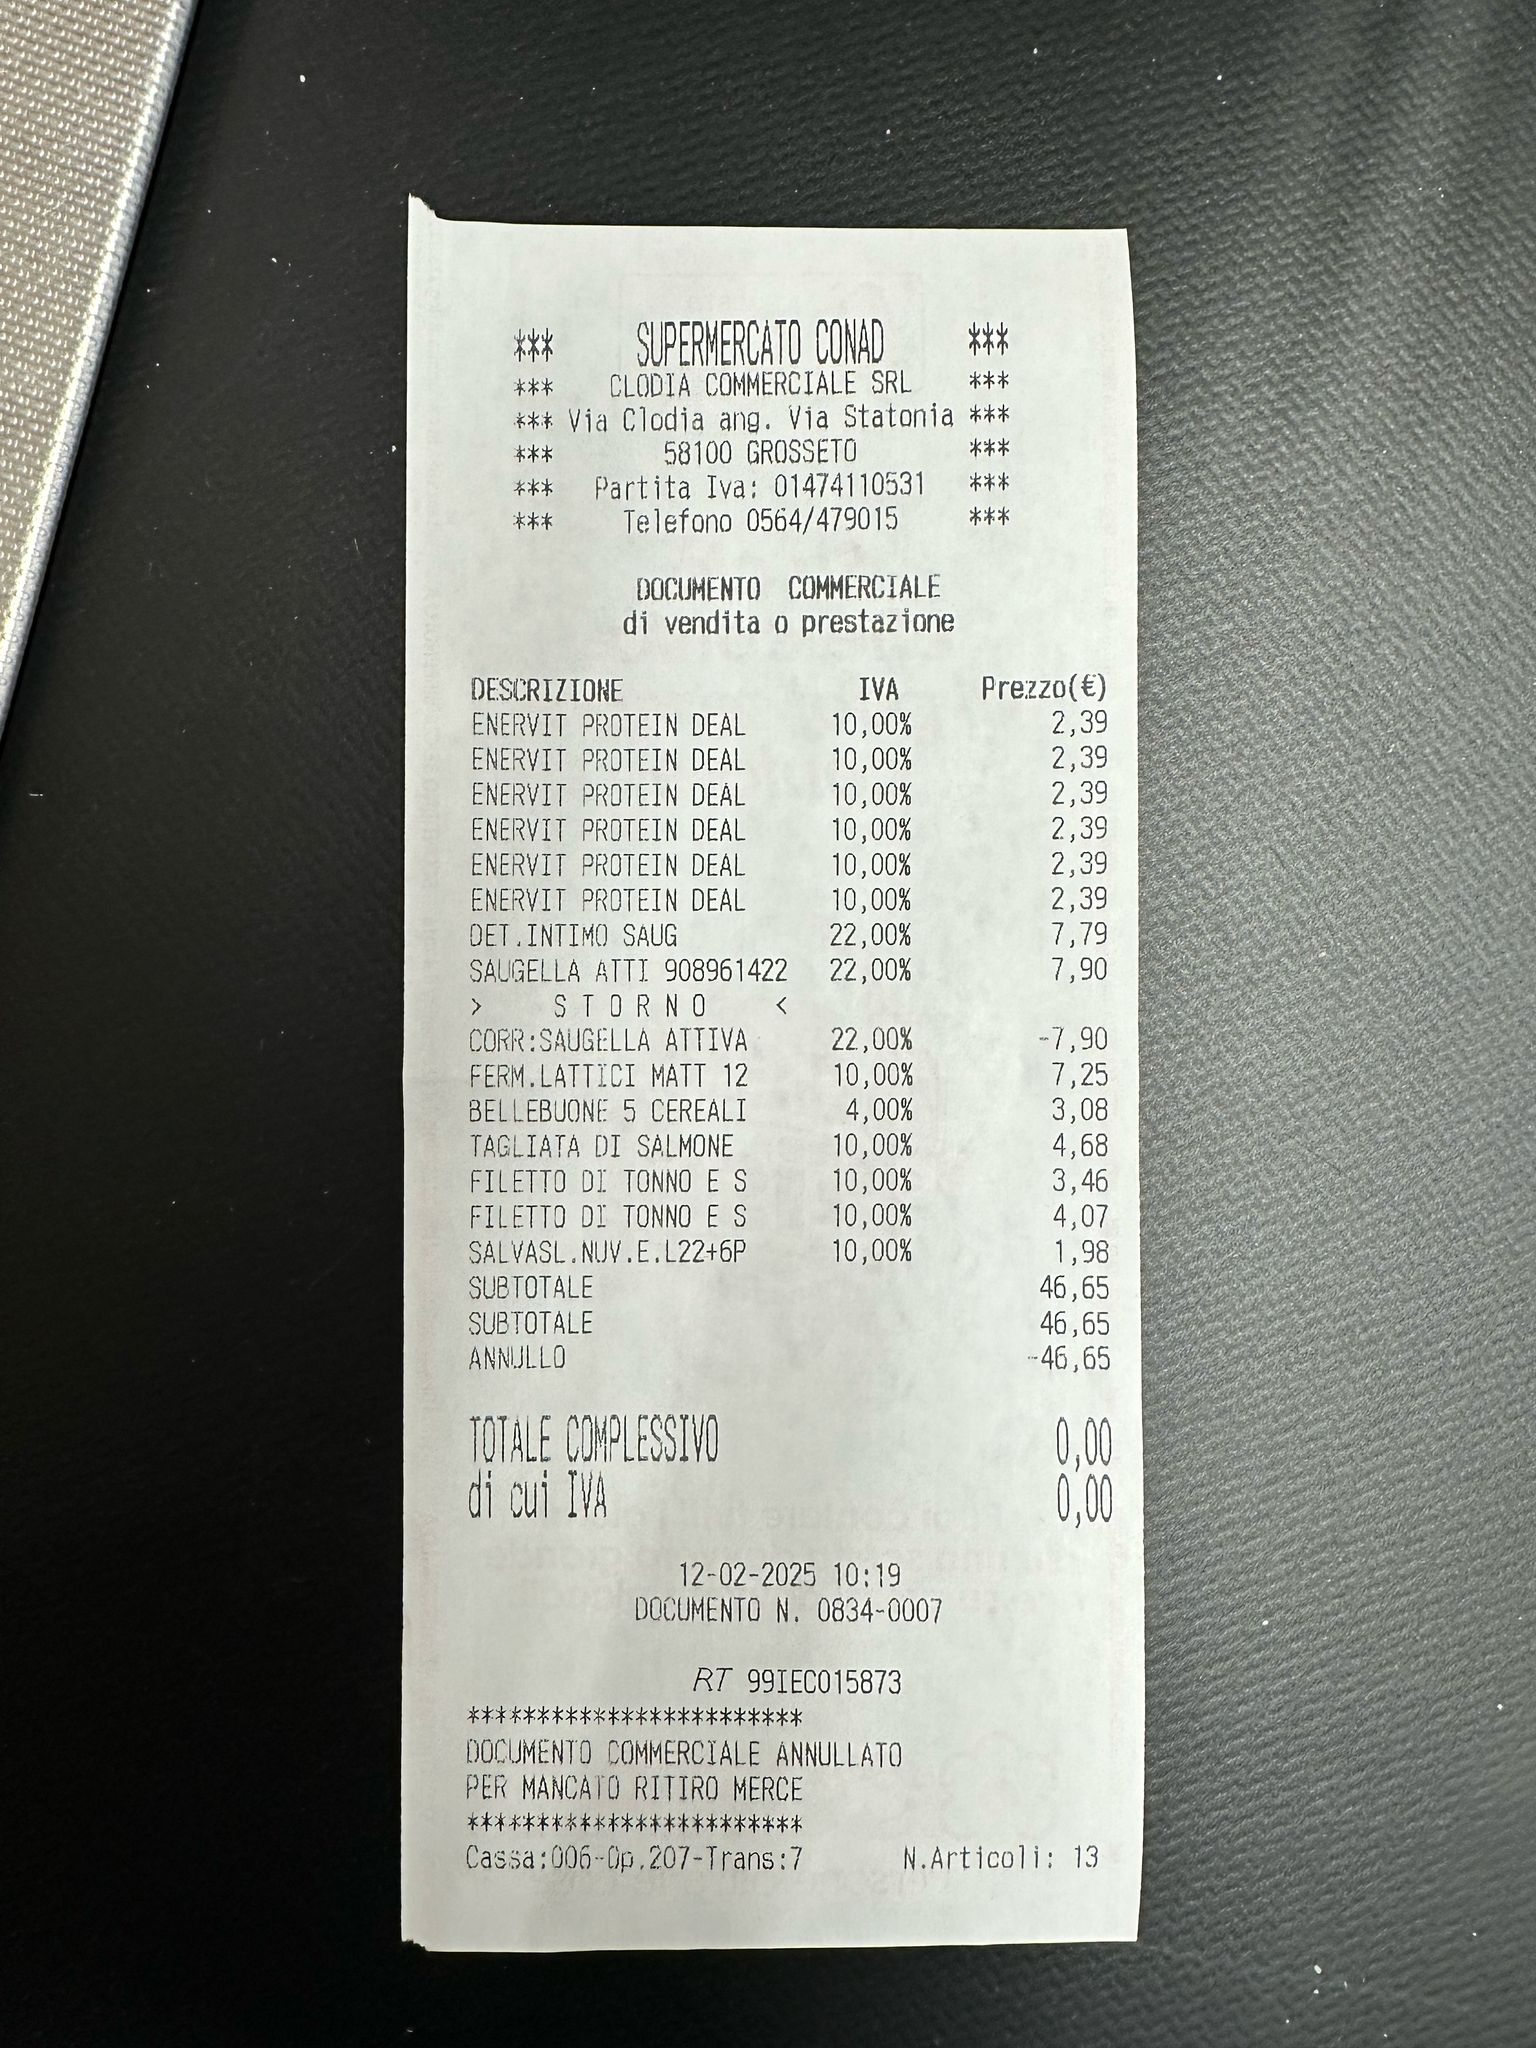 *** SUPERMERCATO CONAD ***
*** CLODIA COMMERCIALE SRL ***
*** Via Clodia ang. Via Statonia ***
*** 58100 GROSSETO ***
*** Partita Iva: 01474110531 ***
*** Telefono 0564/479015 ***
DOCUMENTO COMMERCIALE
di vendita o prestazione
DESCRIZIONE IVA Prezzo(€)
ENERVIT PROTEIN DEAL 10,00% 2,39
ENERVIT PROTEIN DEAL 10,00% 2,39
ENERVIT PROTEIN DEAL 10,00% 2,39
ENERVIT PROTEIN DEAL 10,00% 2,39
ENERVIT PROTEIN DEAL 10,00% 2,39
ENERVIT PROTEIN DEAL 10,00% 2,39
DET.INTIMO SAUG 22,00% 7,79
SAUGELLA ATTI 908961422 22,00% 7,90
> S T O R N O <
CORR:SAUGELLA ATTIVA 22,00% -7,90
FERM.LATTICI MATT 12 10,00% 7,25
BELLEBUONE 5 CEREALI 4,00% 3,08
TAGLIATA DI SALMONE 10,00% 4,68
FILETTO DI TONNO E S 10,00% 3,46
FILETTO DI TONNO E S 10,00% 4,07
SALVASL.NUV.E.L22+6P 10,00% 1,98
SUBTOTALE 46,65
SUBTOTALE 46,65
ANNULLO -46,65
TOTALE COMPLESSIVO 0,00
di cui IVA 0,00
12-02-2025 10:19
DOCUMENTO N. 0834-0007
RT 99IEC015873
************************
DOCUMENTO COMMERCIALE ANNULLATO
PER MANCATO RITIRO MERCE
************************
Cassa:006-Op.207-Trans:7 N.Articoli: 13